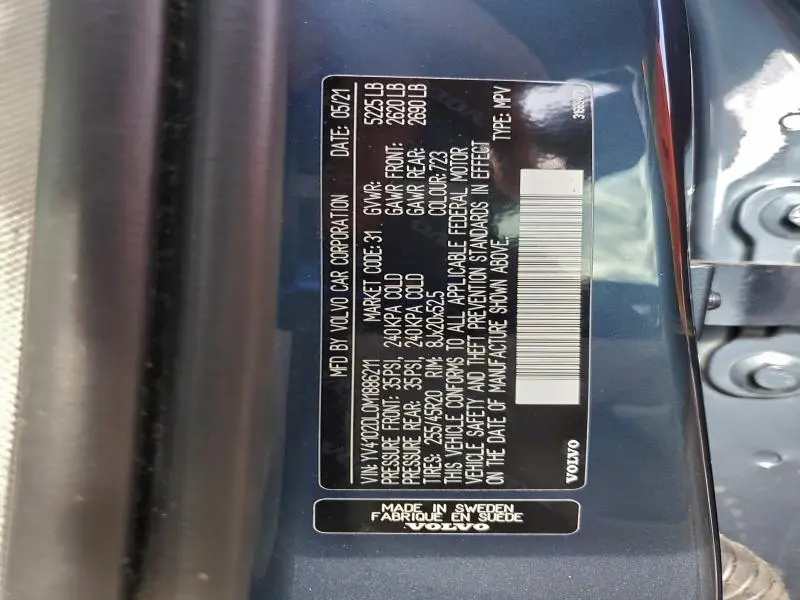 MFD BY VOLVO CAR CORPORATION DATE: 05/21
VIN: YV4102DL0M1886211 MARKET CODE: 31 GVWR: 5225 LB
PRESSURE FRONT: 35PSI, 240KPA COLD GAWR FRONT: 2620 LB
PRESSURE REAR: 35PSI, 240KPA COLD GAWR REAR: 2690 LB
TIRES: 255/45R20 RIM: 8Jx20x52.5 COLOUR: 723
THIS VEHICLE CONFORMS TO ALL APPLICABLE FEDERAL MOTOR
VEHICLE SAFETY AND THEFT PREVENTION STANDARDS IN EFFECT
ON THE DATE OF MANUFACTURE SHOWN ABOVE. TYPE: MPV
VOLVO
MADE IN SWEDEN
FABRIQUE EN SUEDE
VOLVO